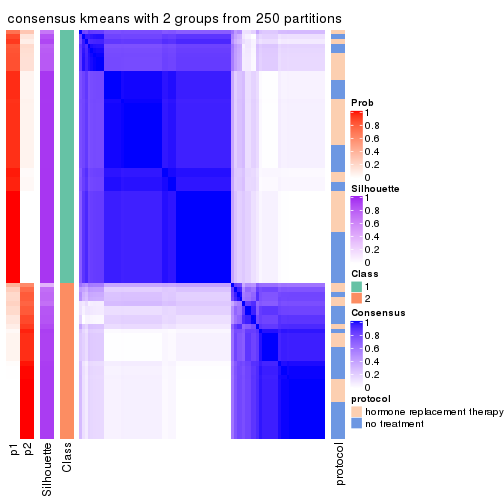 consensus kmeans with 2 groups from 250 partitions
Prob
1
0.8
0.6
0.4
0.2
0
Silhouette
1
0.8
0.6
0.4
0.2
0
Class
1
2
Consensus
1
0.8
0.6
0.4
0.2
0
protocol
hormone replacement therapy
no treatment
p1
p2
Silhouette
Class
protocol